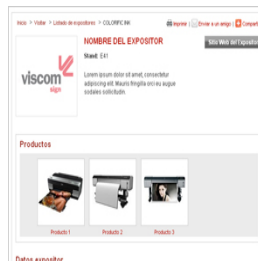 Inicio > Visitar > Listado de expositores > COLORIFIC INK
Imprimir | Enviar a un amigo | Compartir
NOMBRE DEL EXPOSITOR
Sitio Web del Expositor
Stand: E41
viscom
sign
Lorem ipsum dolor sit amet, consectetur
adipiscing elit. Mauris fringilla orci eu augue
sodales sollicitudin.
Productos
Producto 1
Producto 2
Producto 3
Datos expositor